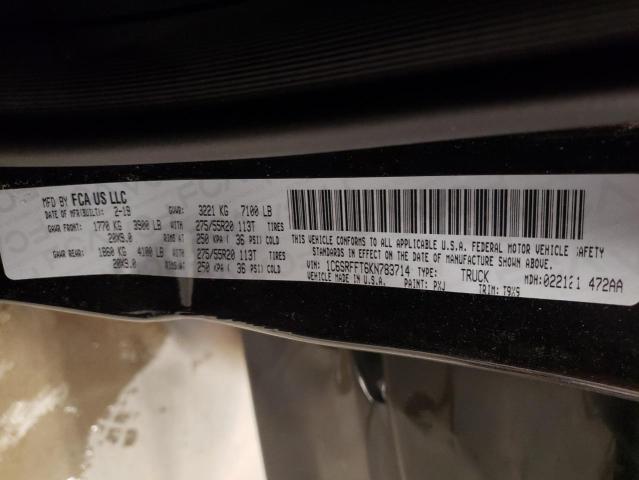 MFD BY FCA US LLC
DATE OF MFR(BUILT): 2-19 GVWR: 3221 KG 7100 LB
GAWR FRONT: 1770 KG 3900 LB WITH 275/55R20 113T TIRES
20X9.0 RIMS AT 250 KPA ( 36 PSI) COLD
GAWR REAR: 1860 KG 4100 LB WITH 275/55R20 113T TIRES
20X9.0 RIMS AT 250 KPA ( 36 PSI) COLD
THIS VEHICLE CONFORMS TO ALL APPLICABLE U.S.A. FEDERAL MOTOR VEHICLE SAFETY
STANDARDS IN EFFECT ON THE DATE OF MANUFACTURE SHOWN ABOVE.
VIN: 1C6SRFFT6KN783714 TYPE: TRUCK MDH:022121 472AA
VEHICLE MADE IN U.S.A. PAINT: PXJ TRIM: T9X9